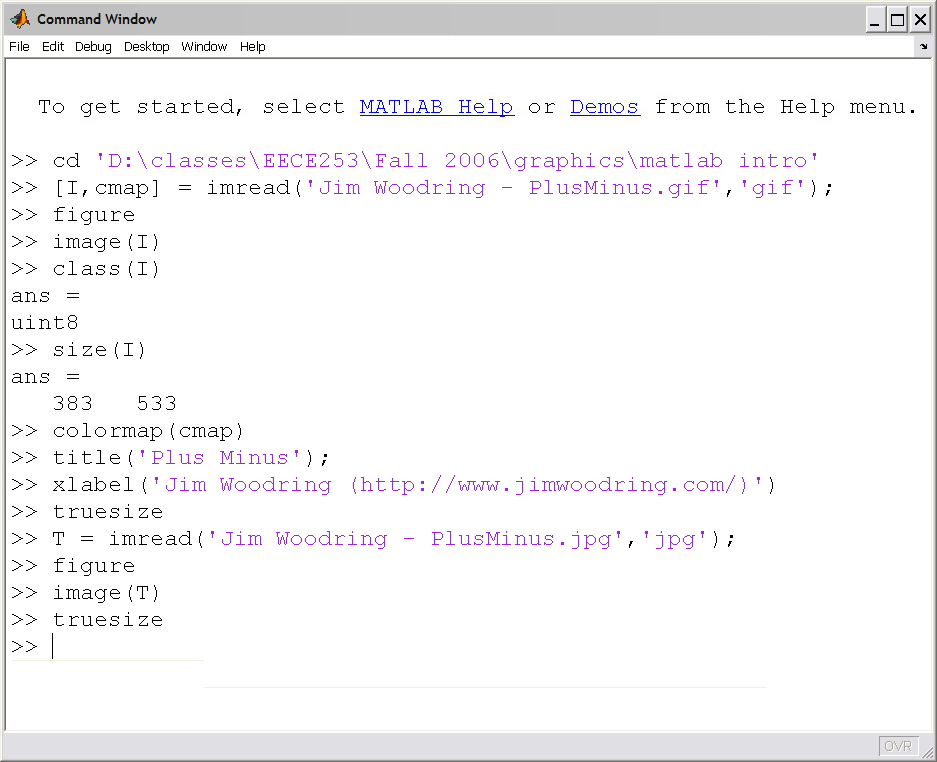 Command Window
File Edit Debug Desktop Window Help
To get started, select MATLAB Help or Demos from the Help menu.
>> cd 'D:\classes\EECE253\Fall 2006\graphics\matlab intro'
>> [I,cmap] = imread('Jim Woodring - PlusMinus.gif','gif');
>> figure
>> image(I)
>> class(I)
ans =
uint8
>> size(I)
ans =
383 533
>> colormap(cmap)
>> title('Plus Minus');
>> xlabel('Jim Woodring (http://www.jimwoodring.com/)')
>> truesize
>> T = imread('Jim Woodring - PlusMinus.jpg','jpg');
>> figure
>> image(T)
>> truesize
>>
OVR